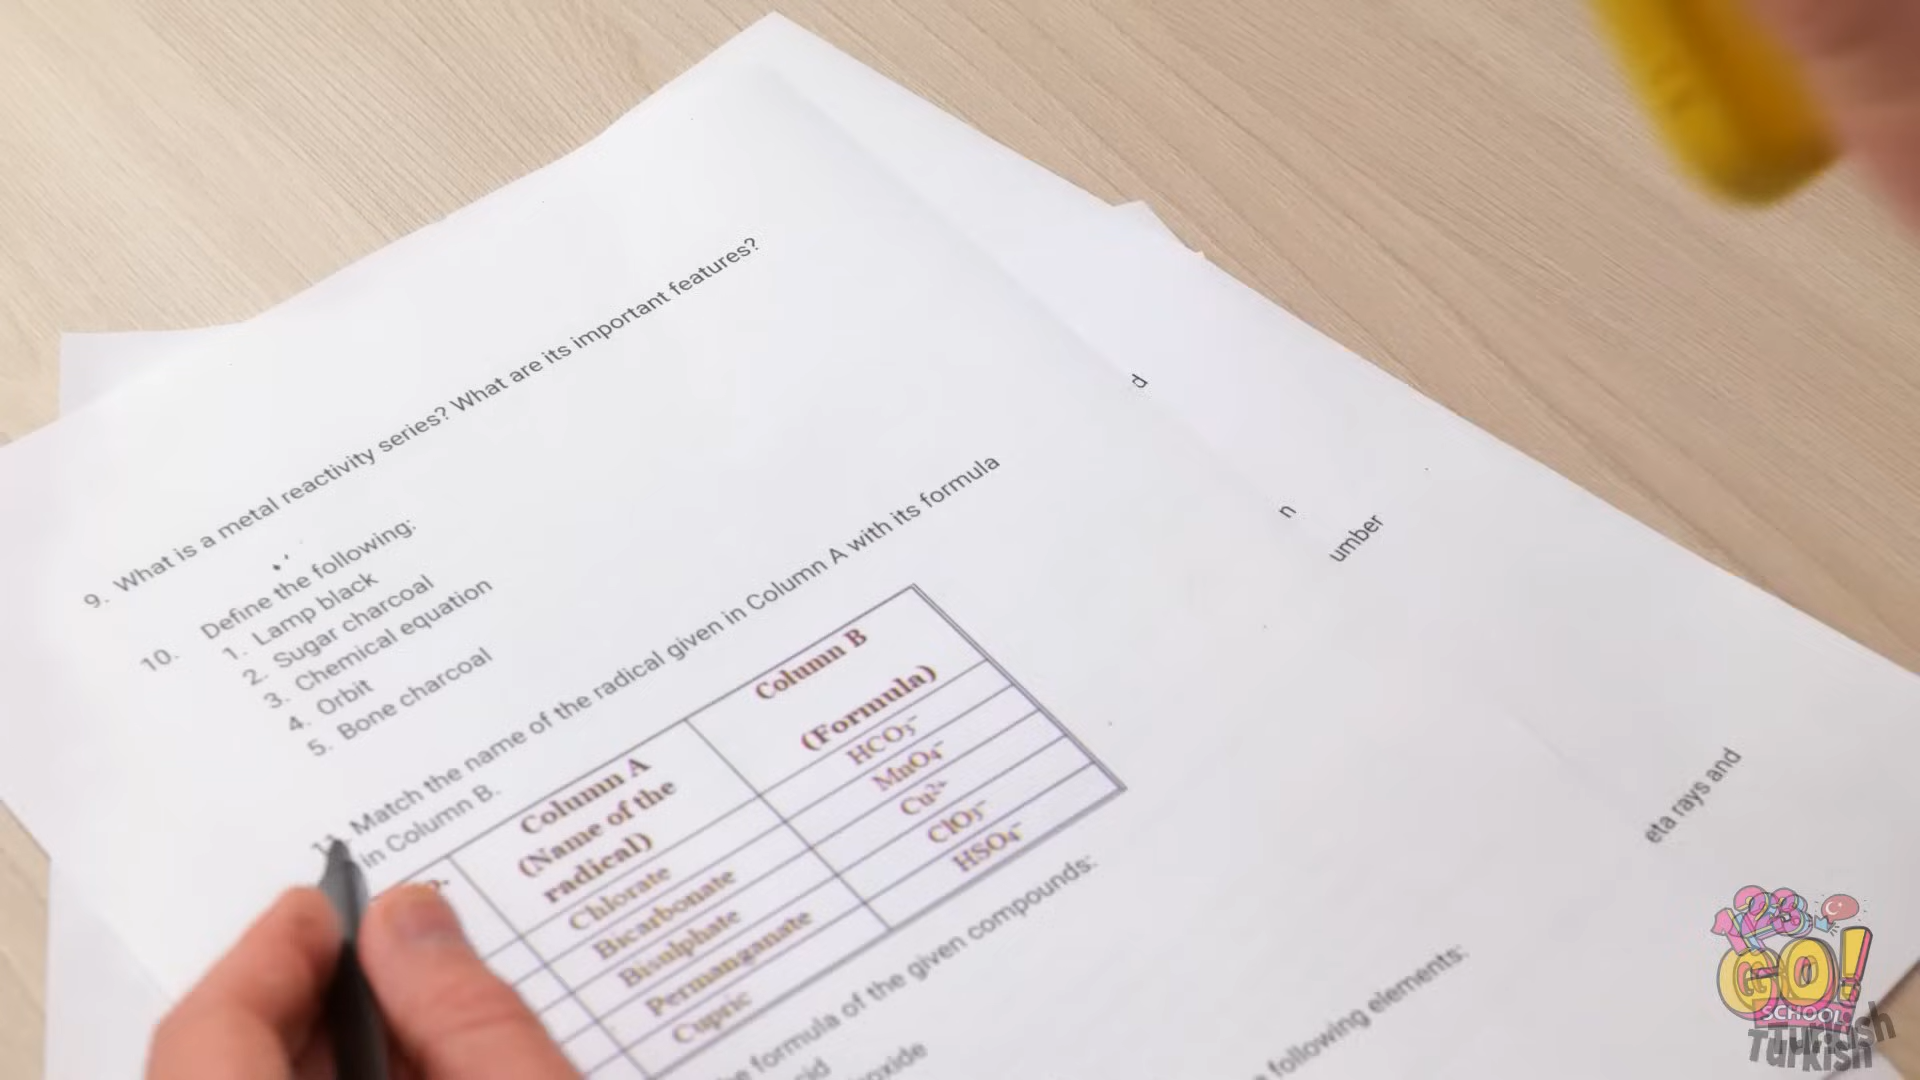 9. What is a metal reactivity series? What are its important features?
10. Define the following:
1. Lamp black
2. Sugar charcoal
3. Chemical equation
4. Orbit
5. Bone charcoal
11. Match the name of the radical given in Column A with its formula
in Column B.
Column A
(Name of the
radical)
Column B
(Formula)
Chlorate
HCO₃⁻
Bicarbonate
MnO₄⁻
Bisulphate
Cu²⁺
Permanganate
ClO₃⁻
Cupric
HSO₄⁻
formula of the given compounds:
following elements:
d
n
umber
eta rays and
123
GO!
SCHOOL
Turkish